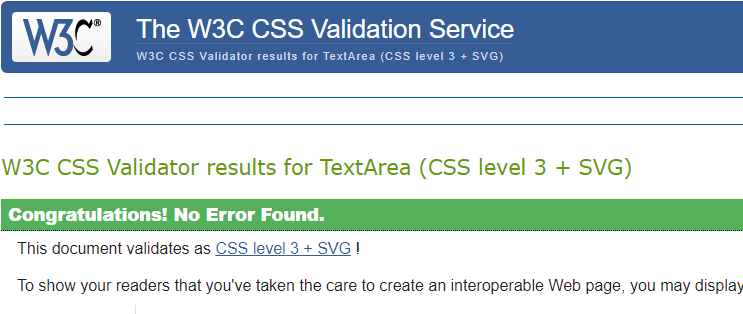 W3C®
The W3C CSS Validation Service
W3C CSS Validator results for TextArea (CSS level 3 + SVG)
W3C CSS Validator results for TextArea (CSS level 3 + SVG)
Congratulations! No Error Found.
This document validates as CSS level 3 + SVG !
To show your readers that you've taken the care to create an interoperable Web page, you may display